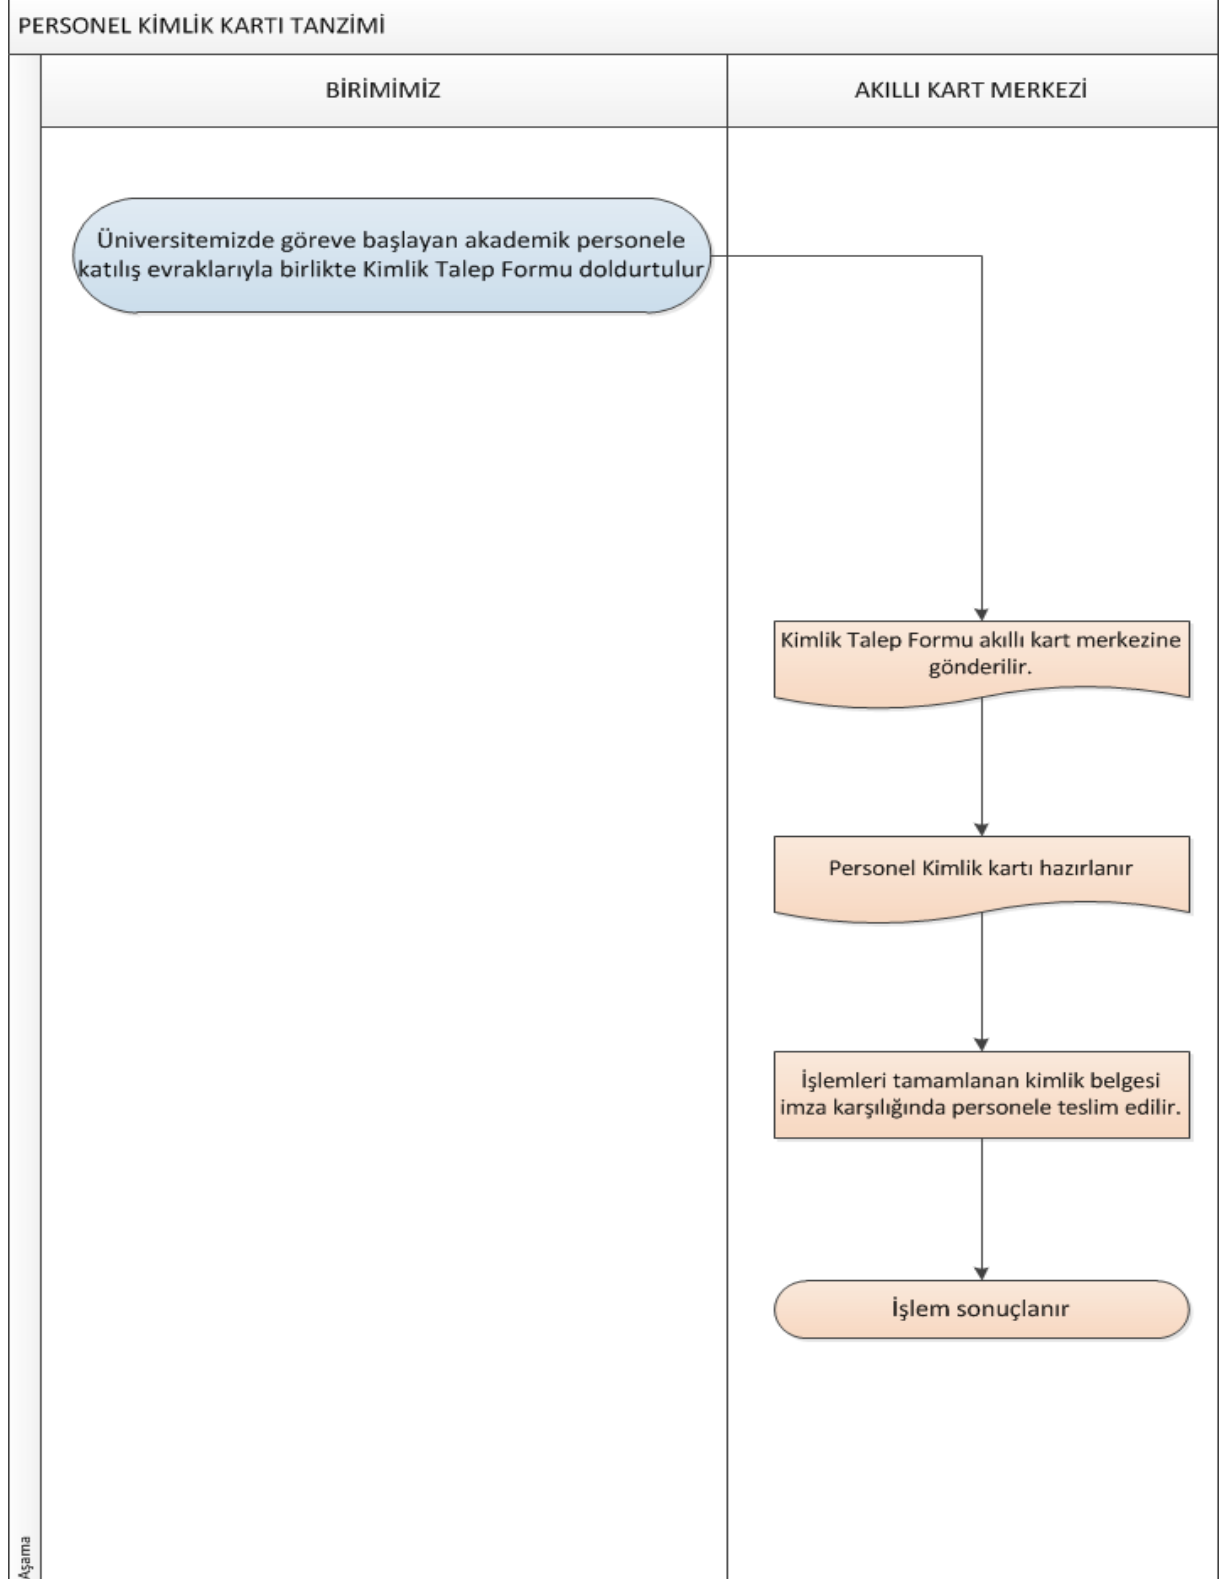 PERSONEL KİMLİK KARTI TANZİMİ
BİRİMİMİZ
AKILLI KART MERKEZİ
Üniversitemizde göreve başlayan akademik personele
katılış evraklarıyla birlikte Kimlik Talep Formu doldurtulur
Kimlik Talep Formu akıllı kart merkezine
gönderilir.
Personel Kimlik kartı hazırlanır
İşlemleri tamamlanan kimlik belgesi
imza karşılığında personele teslim edilir.
İşlem sonuçlanır
Aşama